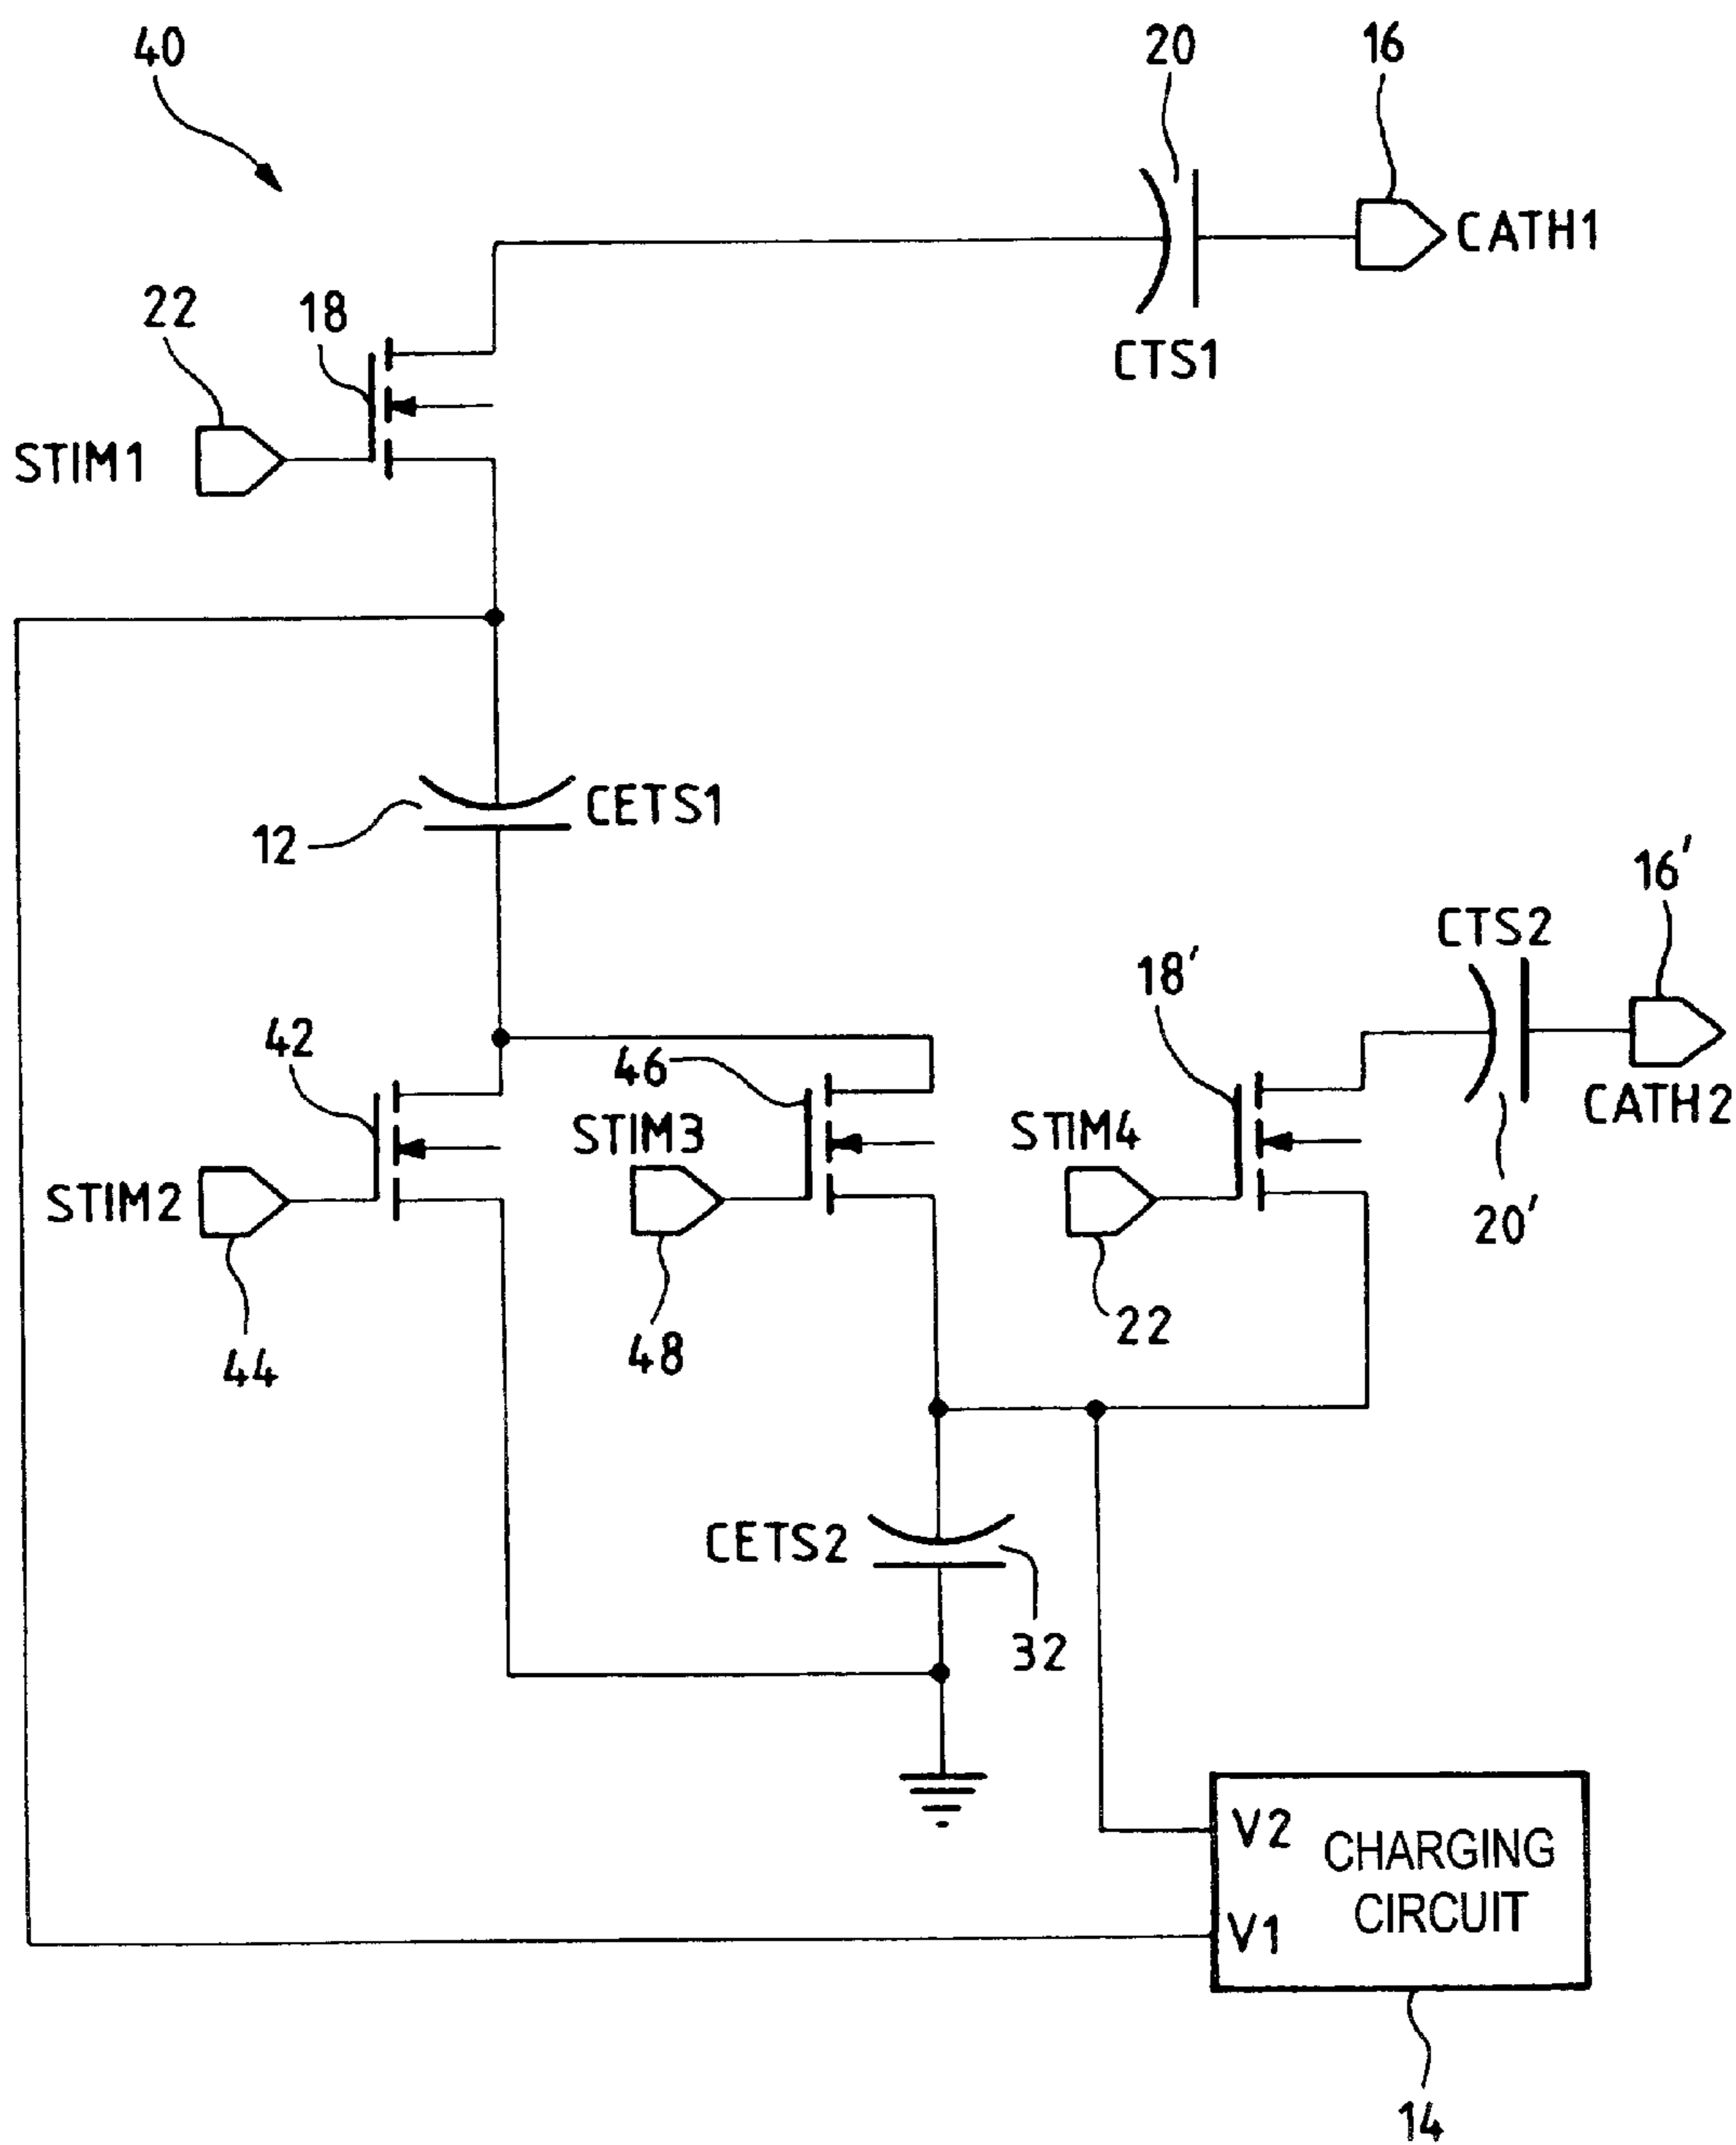 40
20
16
CATH1
CTS1
22
18
STIM1
CETS1
12
16'
CTS2
18'
42
46
CATH2
STIM3
STIM4
STIM2
20'
22
48
44
CETS2
32
V2
CHARGING
CIRCUIT
V1
14